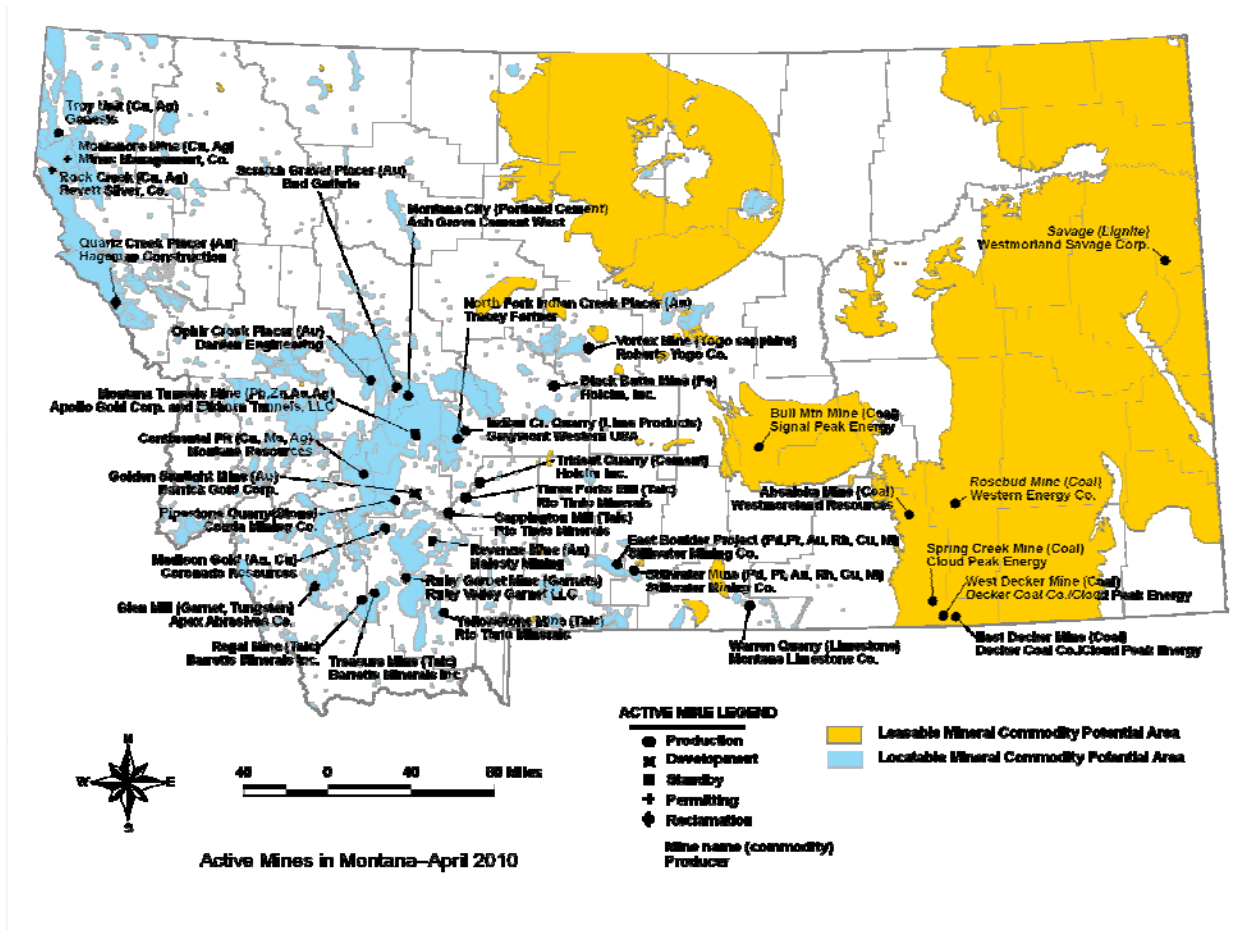 Troy Unit (Cu, Ag)
Genesis
Montanore Mine (Cu, Ag)
Mines Management, Co.
Rock Creek (Cu, Ag)
Revett Silver, Co.
Scratch Gravel Placer (Au)
Bud Guthrie
Montana City (Portland Cement)
Ash Grove Cement West
Quartz Creek Placer (Au)
Hageman Construction
Savage (Lignite)
Westmorland Savage Corp.
North Fork Indian Creek Placer (Au)
Tracey Fortner
Ophir Creek Placer (Au)
Engineering
Vortex Mine (Yogo sapphire)
Roberts Yogo Co.
Montana Tunnels Mine (Pb,Zn,Au,Ag)
Apollo Gold Corp. and Elkhorn Tunnels, LLC
Black Butte Mine (Fe)
Holcim, Inc.
Indian Cr. Quarry (Lime Products)
Graymont Western USA
Bull Mtn Mine (Coal)
Signal Peak Energy
Continental Pit (Cu, Mo, Ag)
Montana Resources
Trident Quarry (Cement)
Holcim Inc.
Golden Sunlight Mine (Au)
Barrick Gold Corp.
Three Forks Mill (Talc)
Rio Tinto Minerals
Absaloka Mine (Coal)
Westmoreland Resources
Rosebud Mine (Coal)
Western Energy Co.
Pipestone Quarry(Stone)
Mining Co.
Sappington Mill (Talc)
Rio Tinto Minerals
East Boulder Project (Pd,Pt, Au, Rh, Cu, Ni)
Stillwater Mining Co.
Spring Creek Mine (Coal)
Cloud Peak Energy
Madison Gold (Au, Cu)
Coronado Resources
Revenue Mine (Au)
Majesty Mining
Stillwater Mine (Pd, Pt, Au, Rh, Cu, Ni)
Stillwater Mining Co.
West Decker Mine (Coal)
Decker Coal Co./Cloud Peak Energy
Ruby Garnet Mine (Garnets)
Ruby Valley Garnet LLC
Glen Mill (Garnet, Tungsten)
Apex Abrasives Co.
Yellowstone Mine (Talc)
Rio Tinto Minerals
Regal Mine (Talc)
Barretts Minerals Inc.
Treasure Mine (Talc)
Barretts Minerals Inc.
Warren Quarry (Limestone)
Montana Limestone Co.
East Decker Mine (Coal)
Decker Coal Co./Cloud Peak Energy
ACTIVE MINE LEGEND
Production
Development
Standby
Permitting
Reclamation
Mine name (commodity)
Producer
Leasable Mineral Commodity Potential Area
Locatable Mineral Commodity Potential Area
N
W E
S
40 0 40 80 Miles
Active Mines in Montana–April 2010